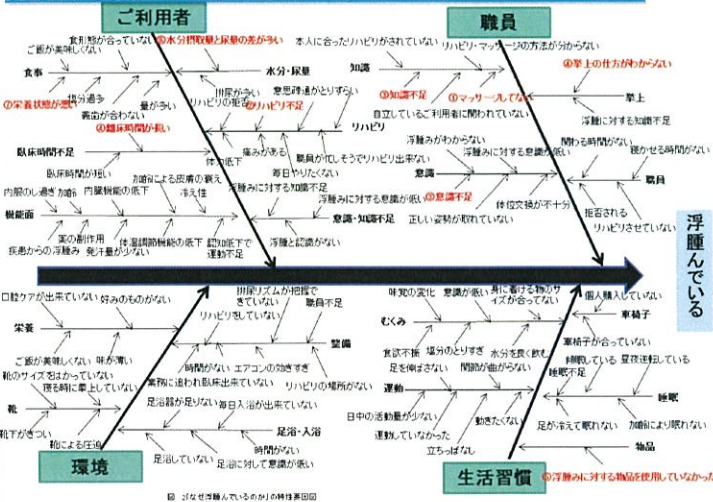 ご利用者
職員
食形態が合っていない
⑤水分摂取量と尿量の差が多い
ご飯が美味しくない
食事
水分・尿量
⑦栄養状態が悪い
塩分過多
量が多い
義歯が合わない
排尿が多い
意思疎通がとりずらい
リハビリの拒否
②リハビリ不足
リハビリ
④臥床時間が長い
臥床時間不足
体力低下
痛みがある
職員が忙しそうでリハビリ出来ない
毎日やりたくない
臥床時間が短い
加齢による皮膚の衰え
浮腫みに対する知識不足
内服のし過ぎ
加齢
内臓機能の低下
冷え性
浮腫みに対する意識が低い
機能面
意識・知識不足
薬の副作用
体温調節機能の低下
認知低下で
運動不足
浮腫と認識がない
疾患からの浮腫み
発汗量が少ない
本人に合ったリハビリがされていない
リハビリ・マッサージの方法が分からない
知識
④挙上の仕方がわからない
③知識不足
①マッサージしてない
挙上
自立しているご利用者に関われていない
浮腫に対する知識不足
浮腫みがわからない
関わる時間がない
浮腫みに対する意識が低い
寝かせる時間がない
意識
職員
③意識不足
体位交換が不十分
正しい姿勢が取れていない
拒否される
リハビリさせていない
浮腫んでいる
口腔ケアが出来ていない
好みのものがない
排尿リズムが把握で
きていない
職員不足
リハビリをしていない
栄養
整備
ご飯が美味しくない
味が薄い
時間がない
エアコンの効きすぎ
靴のサイズをはかっていない
業務に追われ臥床出来ていない
リハビリの場所がない
寝る時に挙上していない
足浴器が足りない
毎日入浴が出来ていない
靴
足浴・入浴
靴下がきつい
靴による圧迫
時間がない
足浴していない
足浴に対して意識が低い
環境
味覚の変化
意識が低い
身に着ける物のサ
イズが合ってない
個人購入していない
むくみ
車椅子
食欲不振
塩分のとりすぎ
水分を良く飲む
車椅子が合っていない
足を伸ばさない
関節が曲がらない
傾眠している
昼夜逆転している
睡眠不足
運動
睡眠
日中の活動量が少ない
動きたくない
足が冷えて眠れない
加齢により眠れない
運動していなかった
立ちっぱなし
物品
生活習慣
⑥浮腫みに対する物品を使用していなかった
「なぜ浮腫んでいるのか」の特性要因図